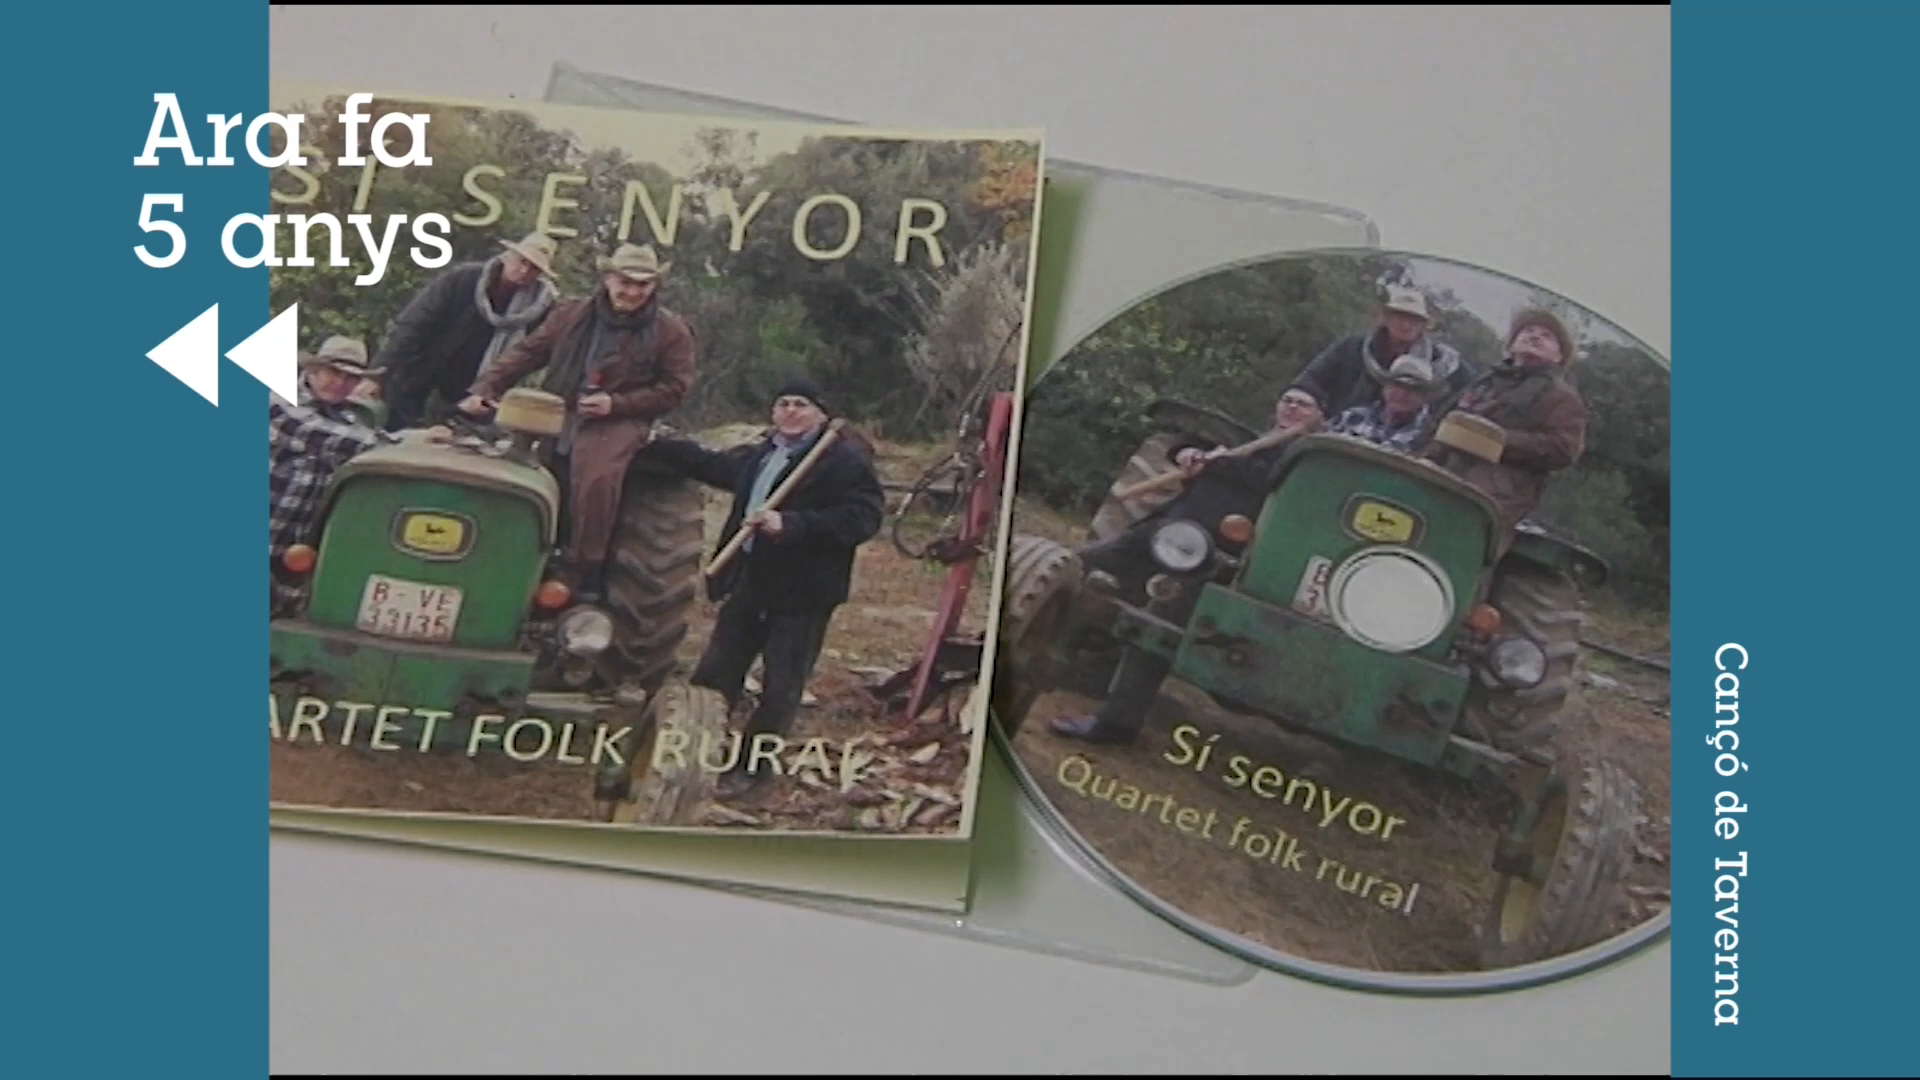 Ara fa
5 anys
SÍ SENYOR
B-VE
33135
ARTET FOLK RURAL
Sí senyor
Quartet folk rural
Cançó de Taverna